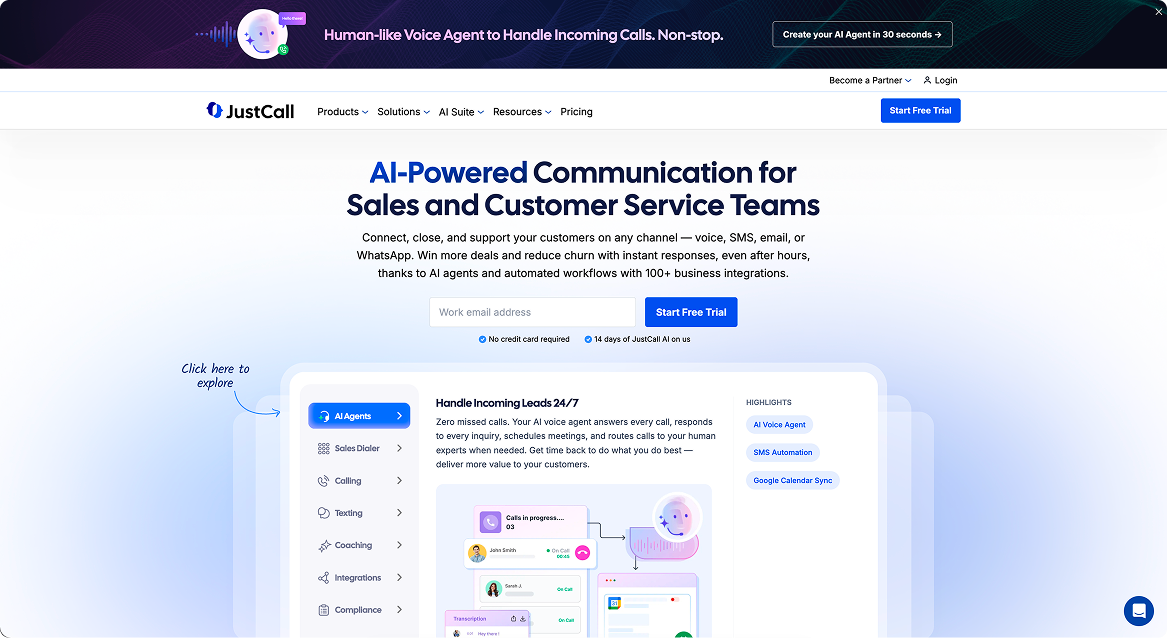 Hello there!
Human-like Voice Agent to Handle Incoming Calls. Non-stop.
Create your AI Agent in 30 seconds →
Become a Partner
Login
JustCall
Products
Solutions
AI Suite
Resources
Pricing
Start Free Trial
AI-Powered Communication for
Sales and Customer Service Teams
Connect, close, and support your customers on any channel — voice, SMS, email, or
WhatsApp. Win more deals and reduce churn with instant responses, even after hours,
thanks to AI agents and automated workflows with 100+ business integrations.
Work email address
Start Free Trial
No credit card required
14 days of JustCall AI on us
Click here to
explore
AI Agents
Sales Dialer
Calling
Texting
Coaching
Integrations
Compliance
Handle Incoming Leads 24/7
Zero missed calls. Your AI voice agent answers every call, responds
to every inquiry, schedules meetings, and routes calls to your human
experts when needed. Get time back to do what you do best —
deliver more value to your customers.
Calls in progress....
03
John Smith
On Call
00:45
Sarah J.
On Call
On Call
Transcription
Hey there !
31
HIGHLIGHTS
AI Voice Agent
SMS Automation
Google Calendar Sync